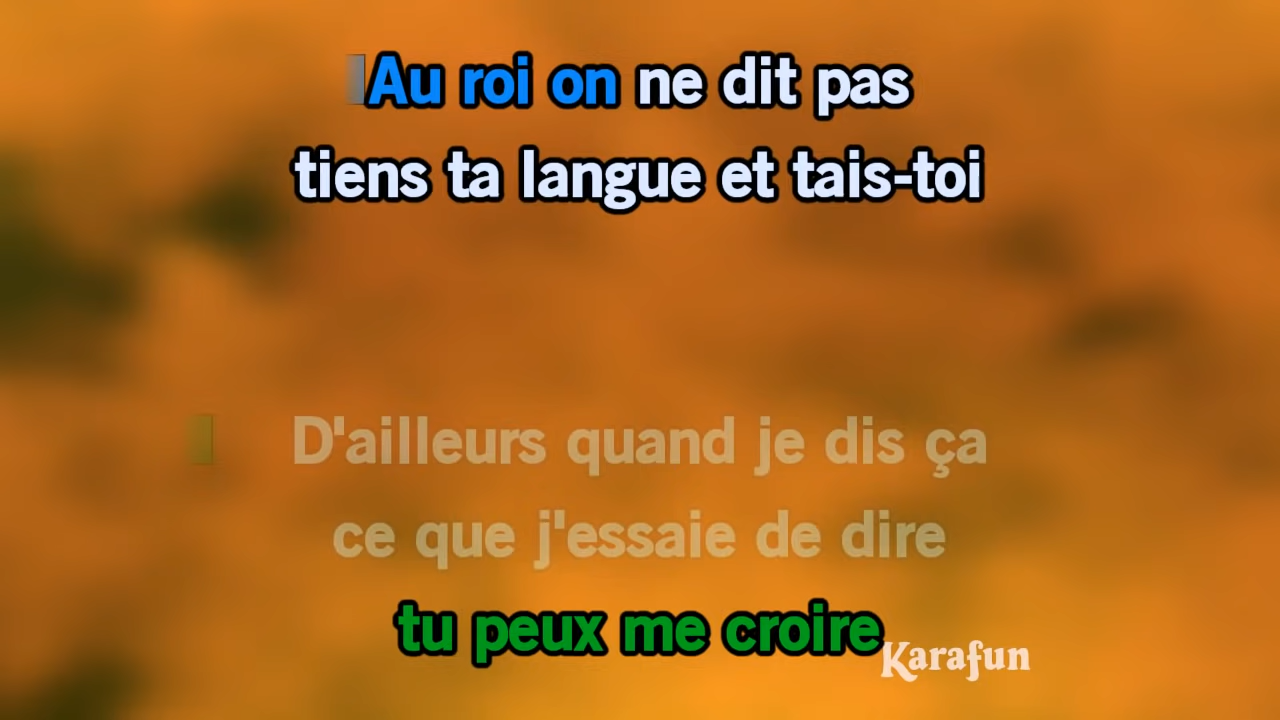 Au roi on ne dit pas
tiens ta langue et tais-toi
D'ailleurs quand je dis ça
ce que j'essaie de dire
tu peux me croire
Karafun